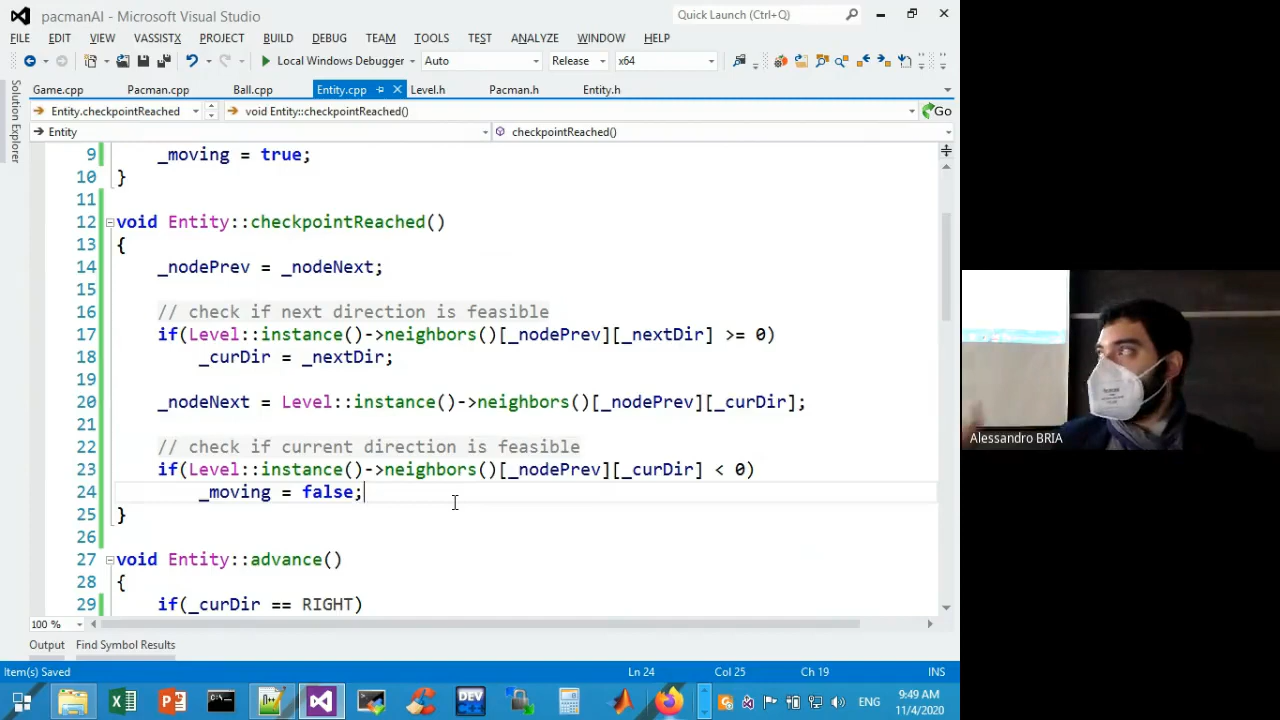 pacmanAI - Microsoft Visual Studio
Quick Launch (Ctrl+Q)
FILE EDIT VIEW VASSISTX PROJECT BUILD DEBUG TEAM TOOLS TEST ANALYZE WINDOW HELP
Local Windows Debugger Auto Release x64
Solution Explorer
Game.cpp Pacman.cpp Ball.cpp Entity.cpp Level.h Pacman.h Entity.h
Entity.checkpointReached void Entity::checkpointReached() Go
Entity checkpointReached()
9 _moving = true;
10 }
11
12 void Entity::checkpointReached()
13 {
14 _nodePrev = _nodeNext;
15
16 // check if next direction is feasible
17 if(Level::instance()->neighbors()[_nodePrev][_nextDir] >= 0)
18 _curDir = _nextDir;
19
20 _nodeNext = Level::instance()->neighbors()[_nodePrev][_curDir];
21
22 // check if current direction is feasible
23 if(Level::instance()->neighbors()[_nodePrev][_curDir] < 0)
24 _moving = false;
25 }
26
27 void Entity::advance()
28 {
29 if(_curDir == RIGHT)
100 %
Output Find Symbol Results
Item(s) Saved Ln 24 Col 25 Ch 19 INS
DEV
ENG
9:49 AM
11/4/2020
Alessandro BRIA